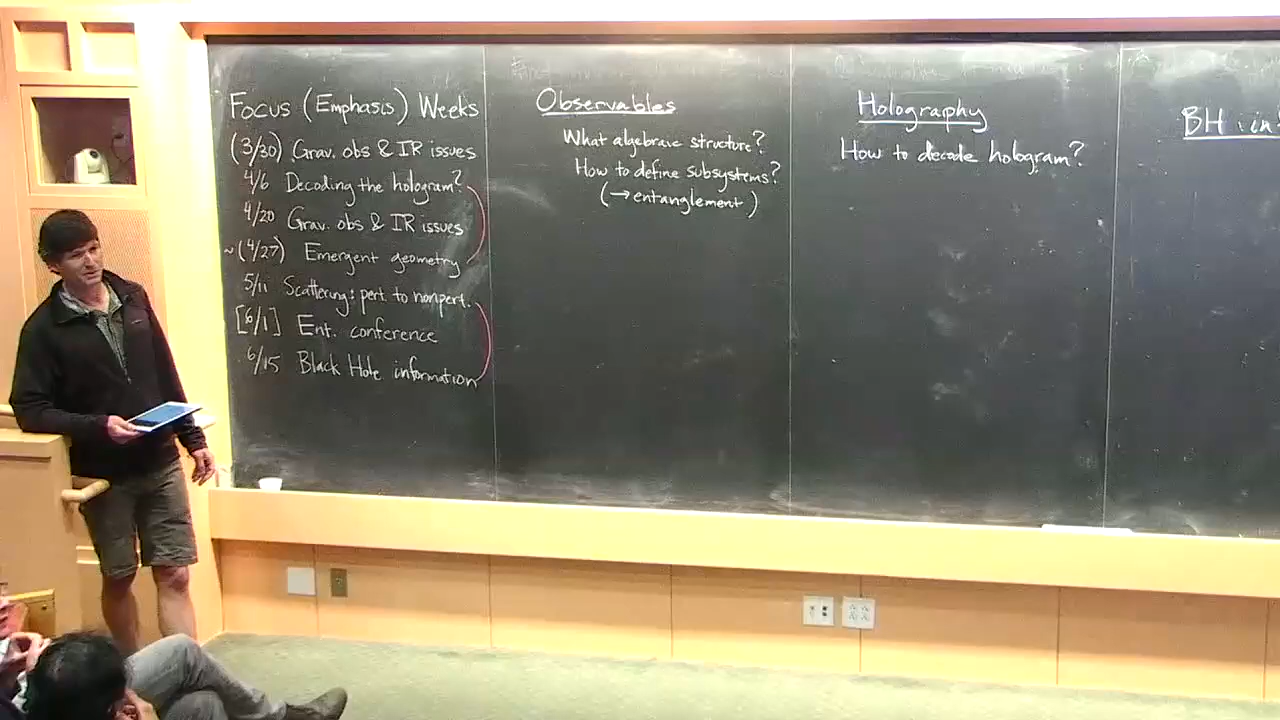 Focus (Emphasis) Weeks
(3/30) Grav. obs & IR issues
4/6 Decoding the hologram?
4/20 Grav. obs & IR issues
~(4/27) Emergent geometry
5/11 Scattering: pert. to nonpert.
[6/1] Ent. conference
6/15 Black Hole information
Observables
What algebraic structure?
How to define subsystems?
(→entanglement)
Holography
How to decode hologram?
BH in